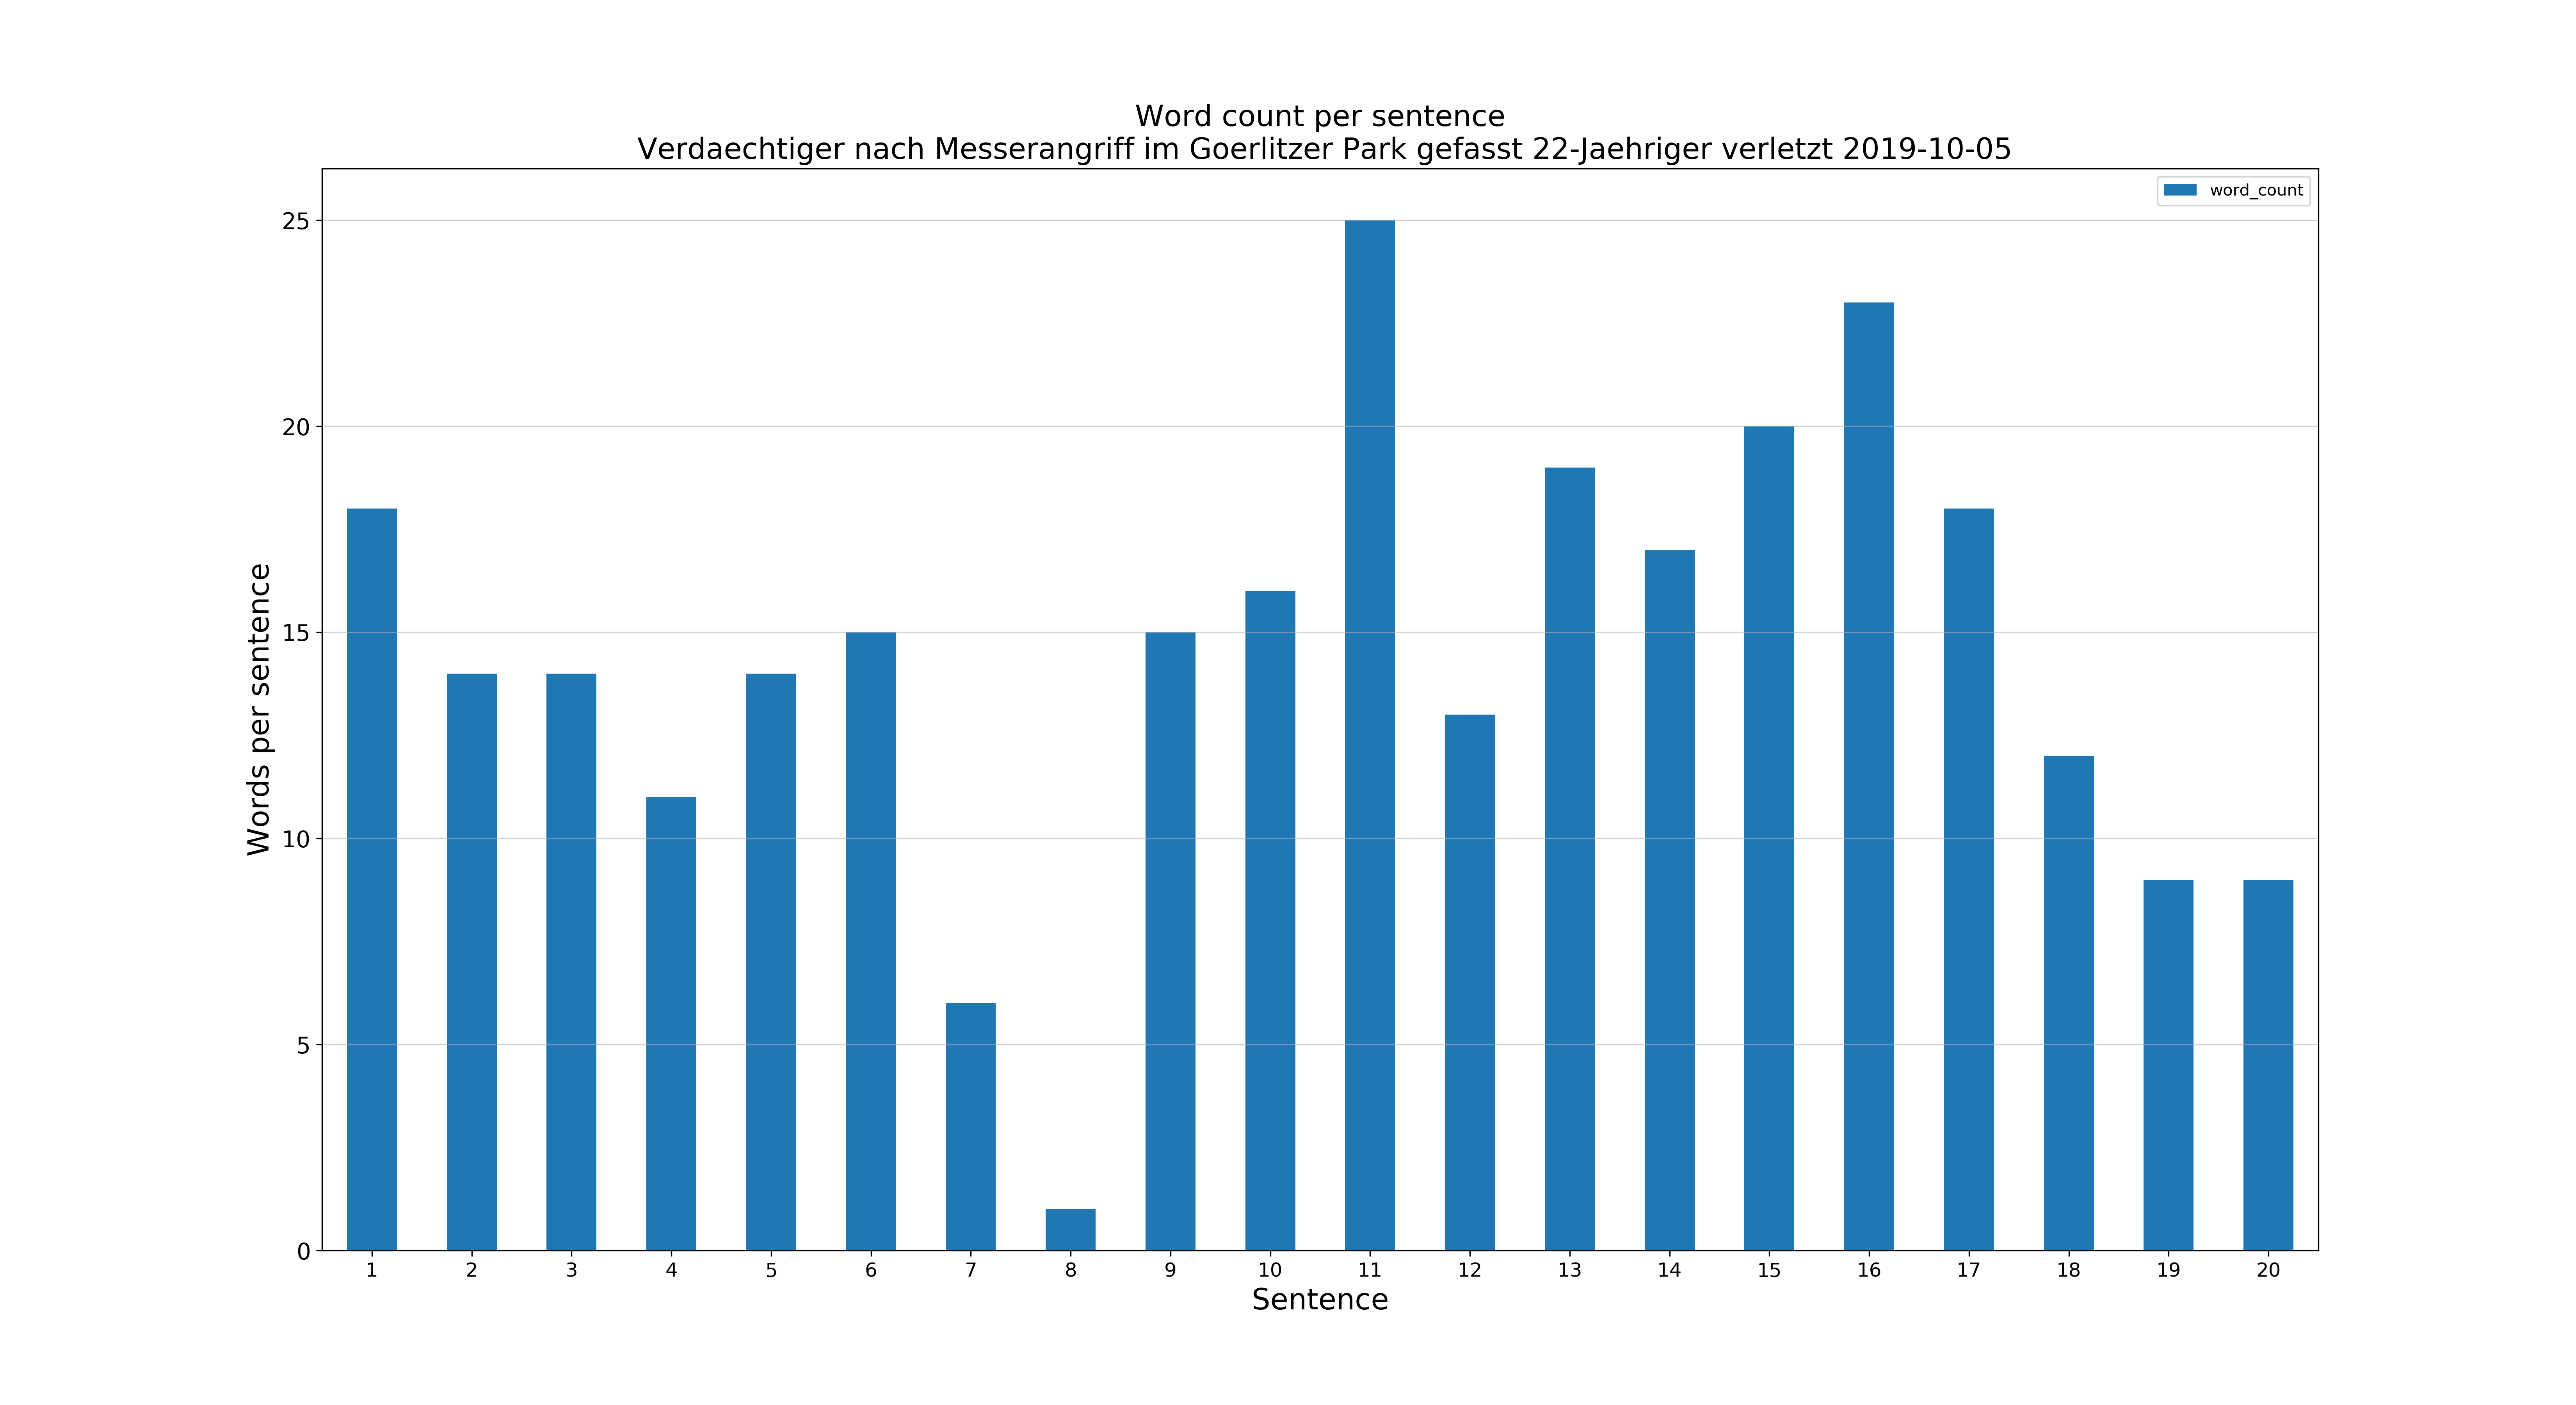 Word count per sentence
Verdaechtiger nach Messerangriff im Goerlitzer Park gefasst 22-Jaehriger verletzt 2019-10-05
word_count
Words per sentence
25
20
15
10
5
0
1 2 3 4 5 6 7 8 9 10 11 12 13 14 15 16 17 18 19 20
Sentence